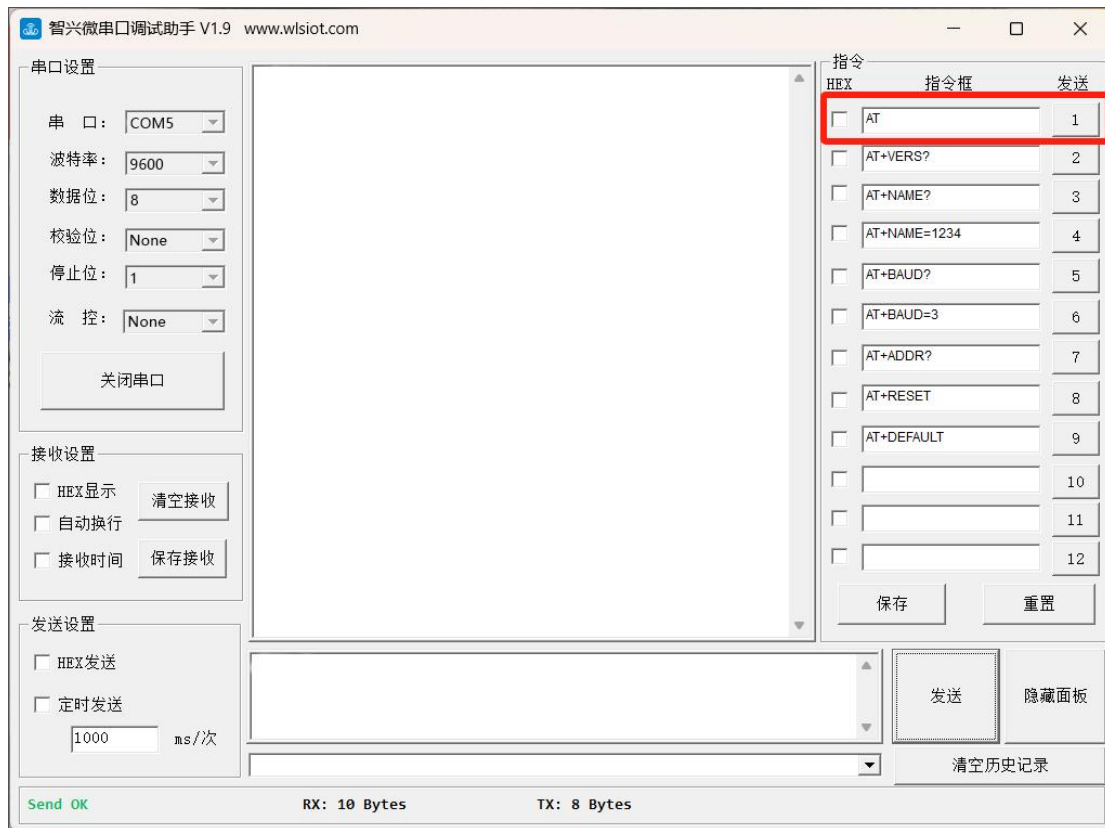 智兴微串口调试助手 V1.9 www.wlsiot.com
串口设置
串 口： COM5
波特率： 9600
数据位： 8
校验位： None
停止位： 1
流 控： None
关闭串口
接收设置
HEX显示
清空接收
自动换行
接收时间
保存接收
发送设置
HEX发送
定时发送
1000 ms/次
指令
HEX 指令框 发送
AT 1
AT+VERS? 2
AT+NAME? 3
AT+NAME=1234 4
AT+BAUD? 5
AT+BAUD=3 6
AT+ADDR? 7
AT+RESET 8
AT+DEFAULT 9
10
11
12
保存 重置
发送 隐藏面板
清空历史记录
Send OK RX: 10 Bytes TX: 8 Bytes